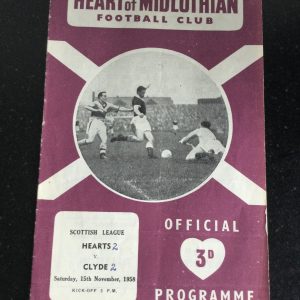 HEART of MIDLOTHIAN
FOOTBALL CLUB
SCOTTISH LEAGUE
HEARTS 2
v.
CLYDE 2
Saturday, 15th November, 1958
KICK-OFF 3 P.M.
OFFICIAL
3D
PROGRAMME